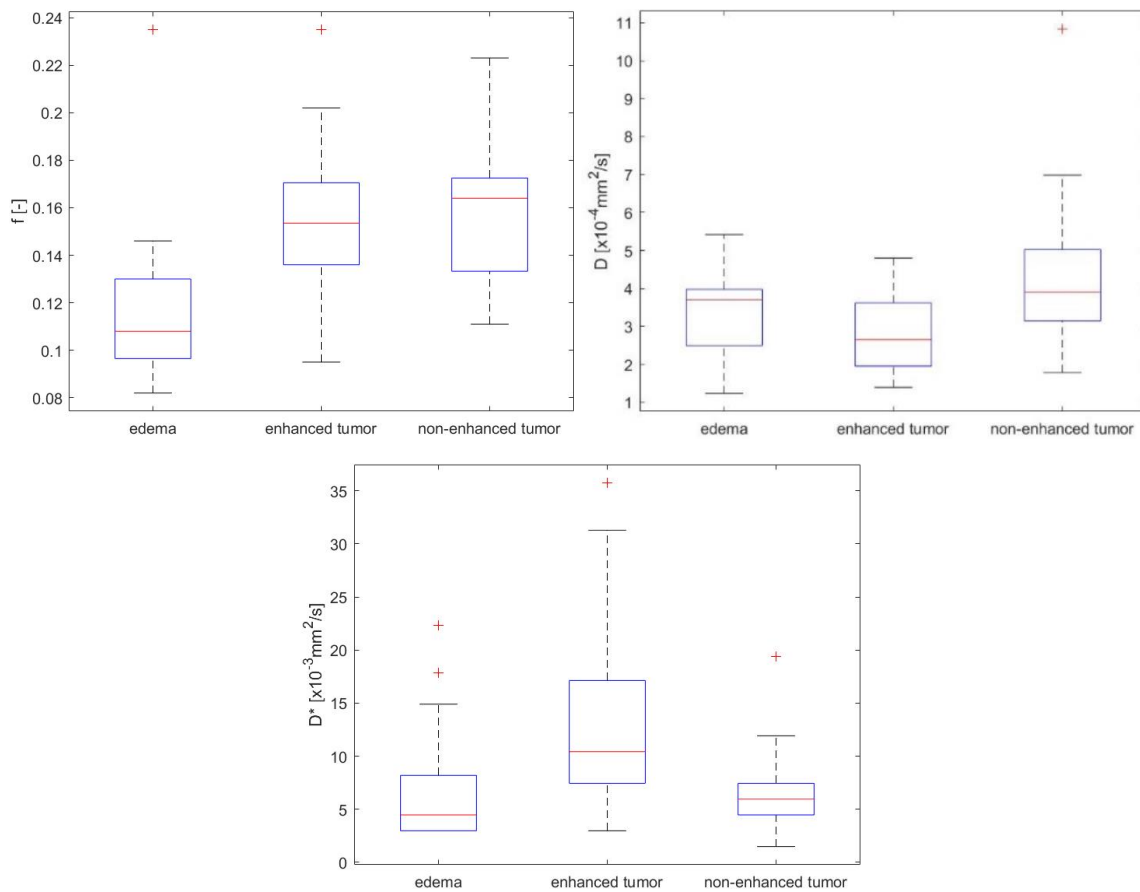 f [-]
0.24
0.22
0.2
0.18
0.16
0.14
0.12
0.1
0.08
edema
enhanced tumor
non-enhanced tumor
D [x10-4mm2/s]
11
10
9
8
7
6
5
4
3
2
1
edema
enhanced tumor
non-enhanced tumor
D* [x10-3mm2/s]
35
30
25
20
15
10
5
0
edema
enhanced tumor
non-enhanced tumor